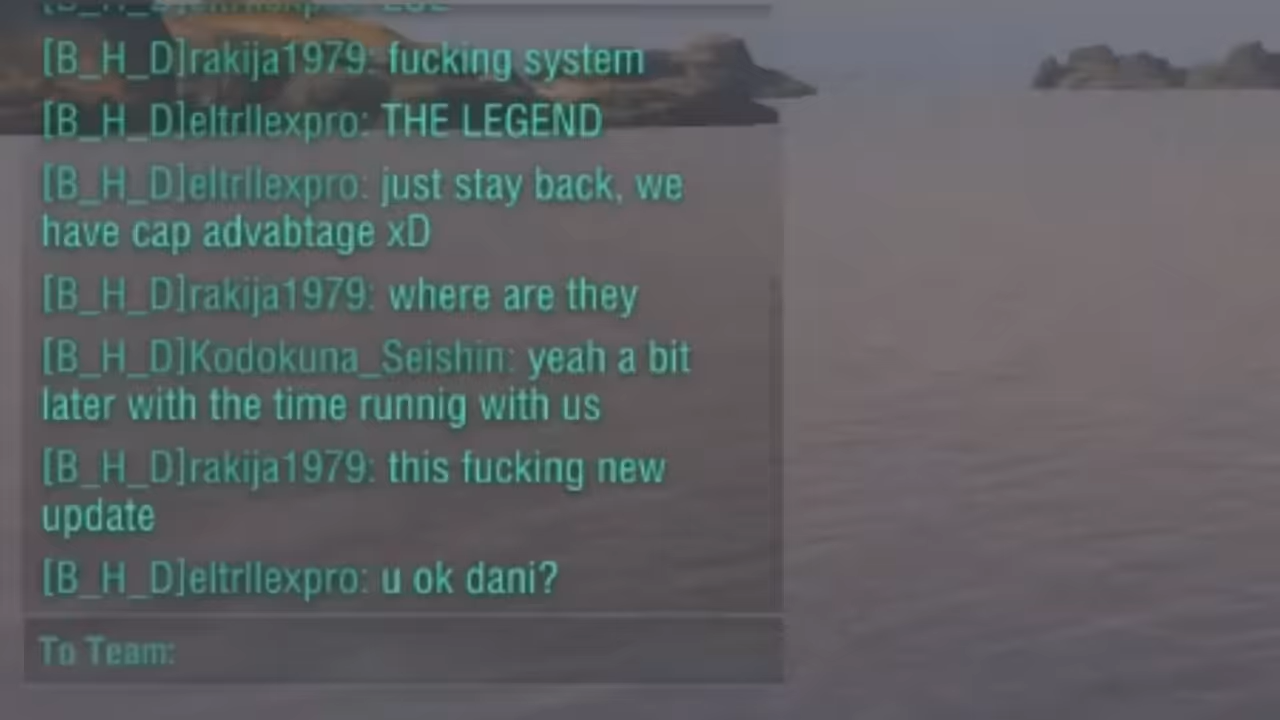 [B_H_D]rakija1979: fucking system
[B_H_D]eltrllexpro: THE LEGEND
[B_H_D]eltrllexpro: just stay back, we
have cap advabtage xD
[B_H_D]rakija1979: where are they
[B_H_D]Kodokuna_Seishin: yeah a bit
later with the time runnig with us
[B_H_D]rakija1979: this fucking new
update
[B_H_D]eltrllexpro: u ok dani?
To Team: